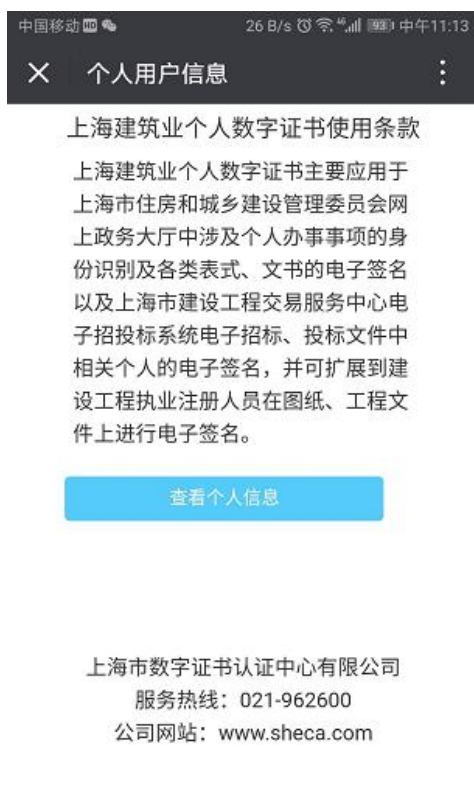 中国移动 HD 26 B/s 46 93 中午11:13
个人用户信息
上海建筑业个人数字证书使用条款
上海建筑业个人数字证书主要应用于
上海市住房和城乡建设管理委员会网
上政务大厅中涉及个人办事事项的身
份识别及各类表式、文书的电子签名
以及上海市建设工程交易服务中心电
子招投标系统电子招标、投标文件中
相关个人的电子签名，并可扩展到建
设工程执业注册人员在图纸、工程文
件上进行电子签名。
查看个人信息
上海市数字证书认证中心有限公司
服务热线：021-962600
公司网站：www.sheca.com